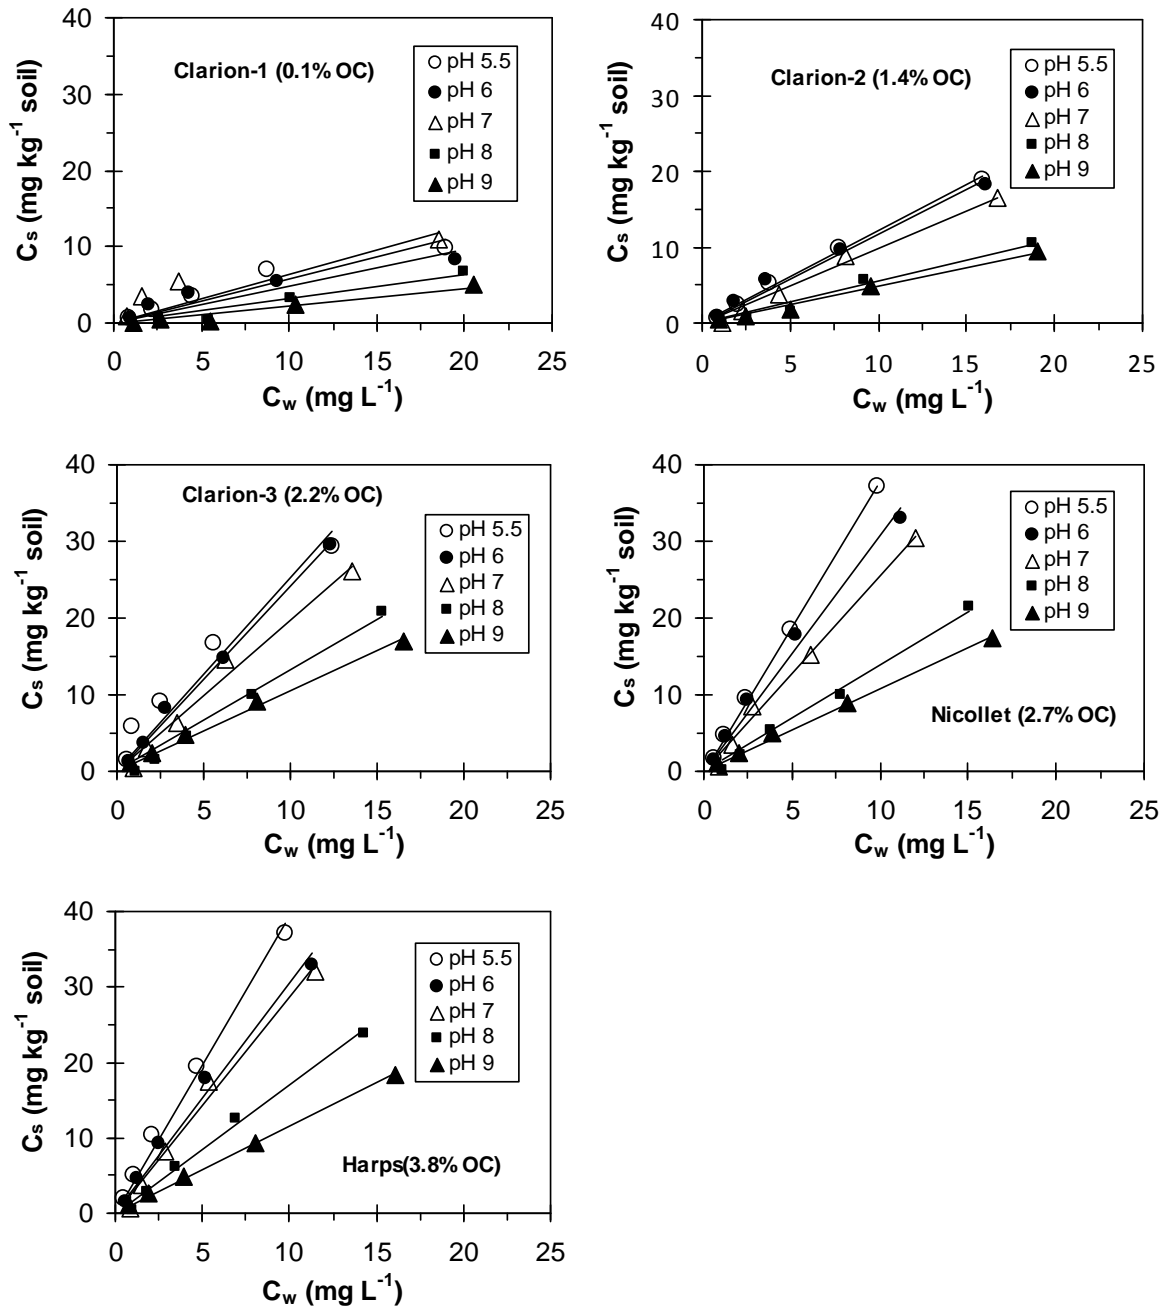 Clarion-1 (0.1% OC)
pH 5.5
pH 6
pH 7
pH 8
pH 9
40
30
20
10
0
0 5 10 15 20 25
Cs (mg kg-1 soil)
Cw (mg L-1)
Clarion-2 (1.4% OC)
pH 5.5
pH 6
pH 7
pH 8
pH 9
40
30
20
10
0
0 5 10 15 20 25
Cs (mg kg-1 soil)
Cw (mg L-1)
Clarion-3 (2.2% OC)
pH 5.5
pH 6
pH 7
pH 8
pH 9
40
30
20
10
0
0 5 10 15 20 25
Cs (mg kg-1 soil)
Cw (mg L-1)
pH 5.5
pH 6
pH 7
pH 8
pH 9
Nicollet (2.7% OC)
40
30
20
10
0
0 5 10 15 20 25
Cs (mg kg-1 soil)
Cw (mg L-1)
pH 5.5
pH 6
pH 7
pH 8
pH 9
Harps(3.8% OC)
40
30
20
10
0
0 5 10 15 20 25
Cs (mg kg-1 soil)
Cw (mg L-1)